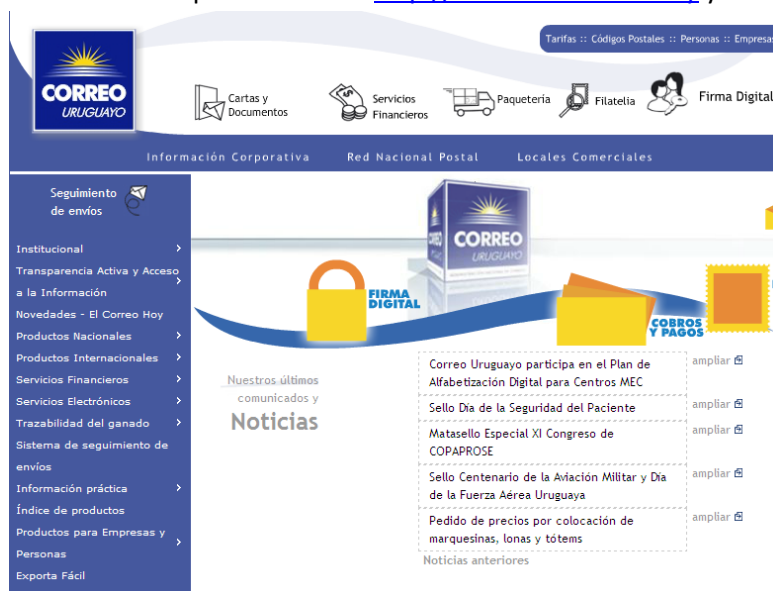 Tarifas :: Códigos Postales :: Personas :: Empresas
CORREO
URUGUAYO
Cartas y
Documentos
Servicios
Financieros
Paquetería
Filatelia
Firma Digital
Información Corporativa
Red Nacional Postal
Locales Comerciales
Seguimiento
de envíos
Institucional
Transparencia Activa y Acceso
a la Información
Novedades - El Correo Hoy
Productos Nacionales
Productos Internacionales
Servicios Financieros
Servicios Electrónicos
Trazabilidad del ganado
Sistema de seguimiento de
envíos
Información práctica
Índice de productos
Productos para Empresas y
Personas
Exporta Fácil
CORREO
URUGUAYO
FIRMA
DIGITAL
COBROS
Y PAGOS
Nuestros últimos
comunicados y
Noticias
Correo Uruguayo participa en el Plan de
Alfabetización Digital para Centros MEC
ampliar
Sello Día de la Seguridad del Paciente
ampliar
Matasello Especial XI Congreso de
COPAPROSE
ampliar
Sello Centenario de la Aviación Militar y Día
de la Fuerza Aérea Uruguaya
ampliar
Pedido de precios por colocación de
marquesinas, lonas y tótems
ampliar
Noticias anteriores